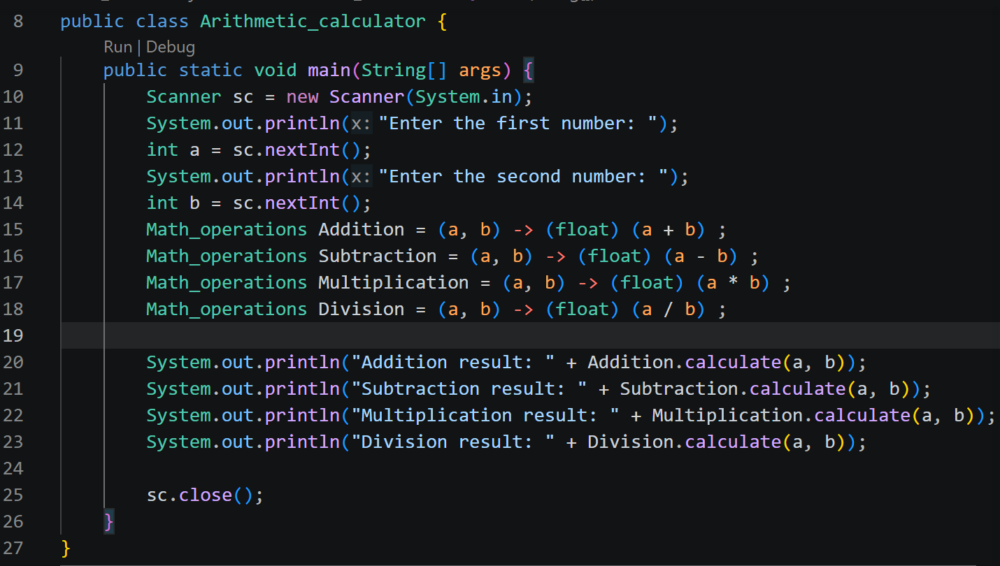 8 public class Arithmetic_calculator {
Run | Debug
9 public static void main(String[] args) {
10 Scanner sc = new Scanner(System.in);
11 System.out.println(x: "Enter the first number: ");
12 int a = sc.nextInt();
13 System.out.println(x: "Enter the second number: ");
14 int b = sc.nextInt();
15 Math_operations Addition = (a, b) -> (float) (a + b) ;
16 Math_operations Subtraction = (a, b) -> (float) (a - b) ;
17 Math_operations Multiplication = (a, b) -> (float) (a * b) ;
18 Math_operations Division = (a, b) -> (float) (a / b) ;
19
20 System.out.println("Addition result: " + Addition.calculate(a, b));
21 System.out.println("Subtraction result: " + Subtraction.calculate(a, b));
22 System.out.println("Multiplication result: " + Multiplication.calculate(a, b));
23 System.out.println("Division result: " + Division.calculate(a, b));
24
25 sc.close();
26 }
27 }